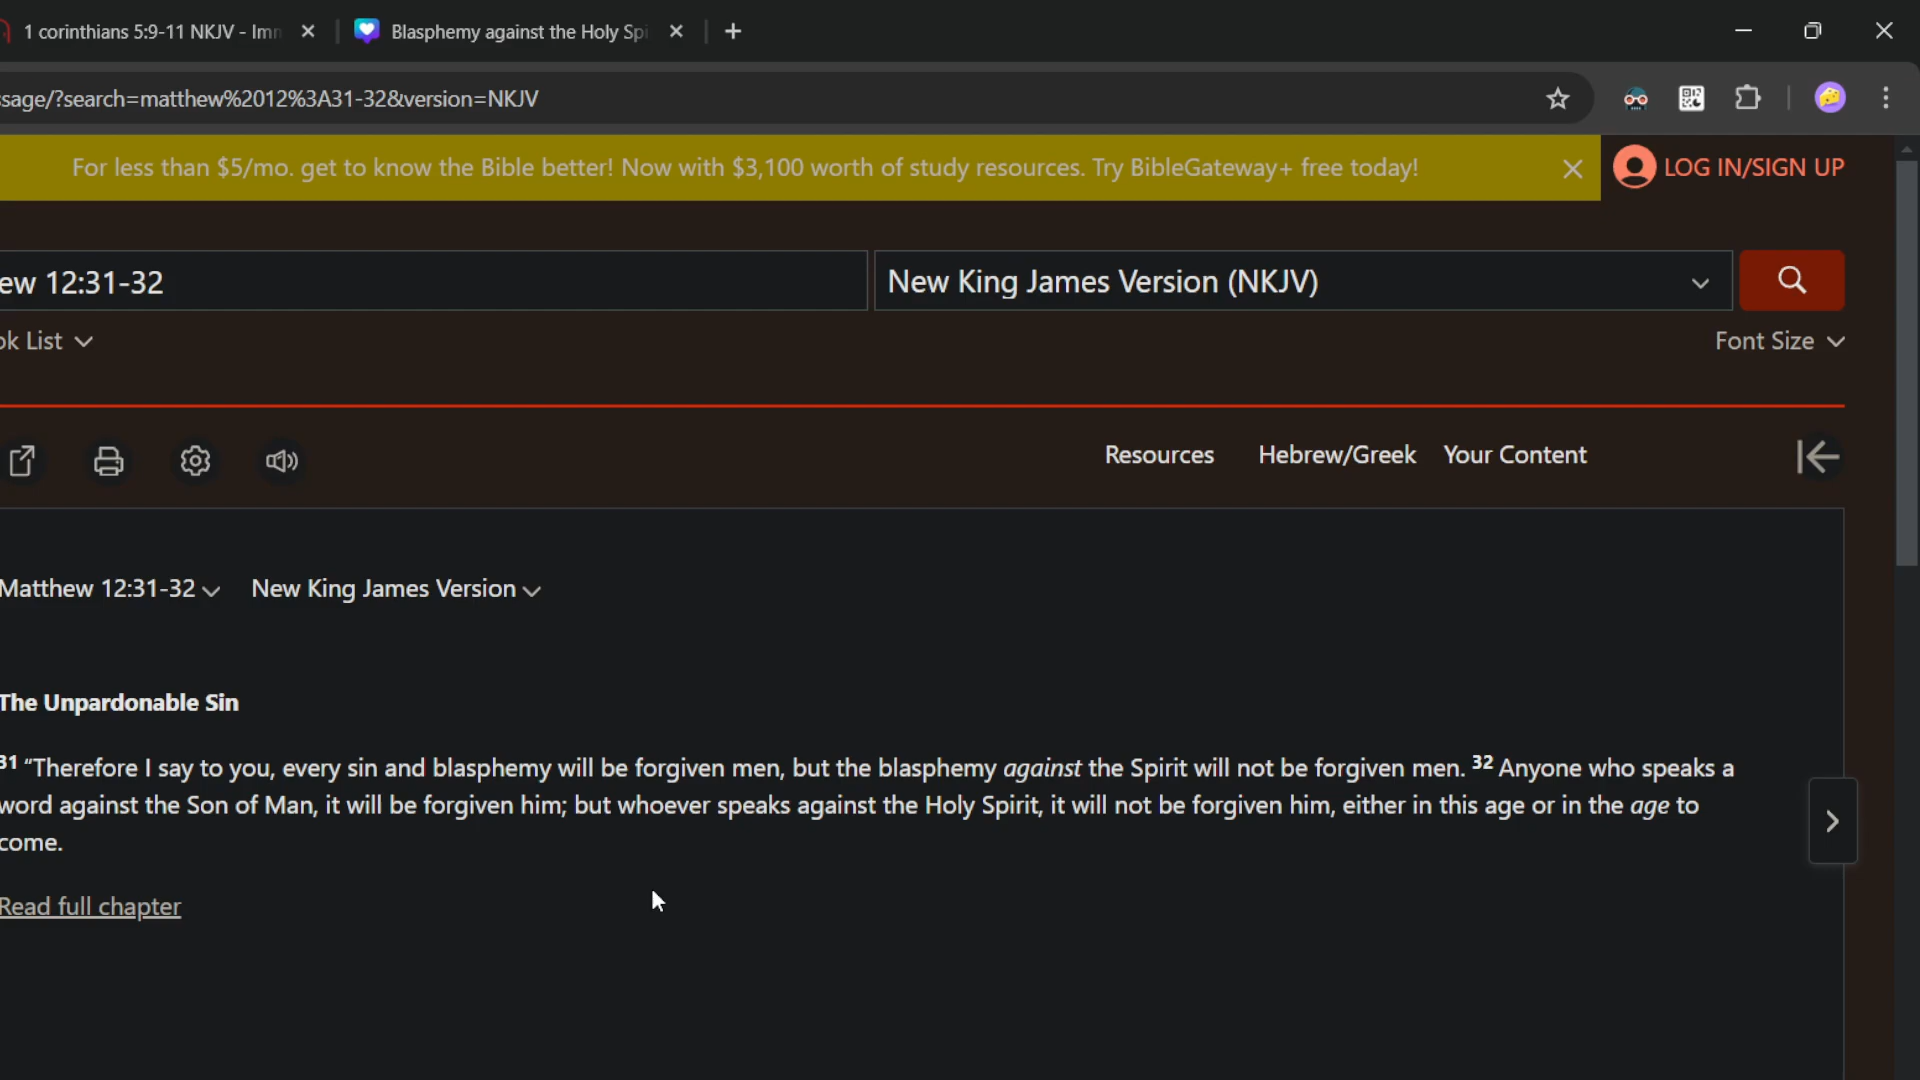 1 corinthians 5:9-11 NKJV - Imm
Blasphemy against the Holy Spi
sage/?search=matthew%2012%3A31-32&version=NKJV
For less than $5/mo. get to know the Bible better! Now with $3,100 worth of study resources. Try BibleGateway+ free today!
LOG IN/SIGN UP
ew 12:31-32
New King James Version (NKJV)
ok List
Font Size
Resources Hebrew/Greek Your Content
Matthew 12:31-32 New King James Version
The Unpardonable Sin
31 “Therefore I say to you, every sin and blasphemy will be forgiven men, but the blasphemy against the Spirit will not be forgiven men. 32 Anyone who speaks a
word against the Son of Man, it will be forgiven him; but whoever speaks against the Holy Spirit, it will not be forgiven him, either in this age or in the age to
come.
Read full chapter